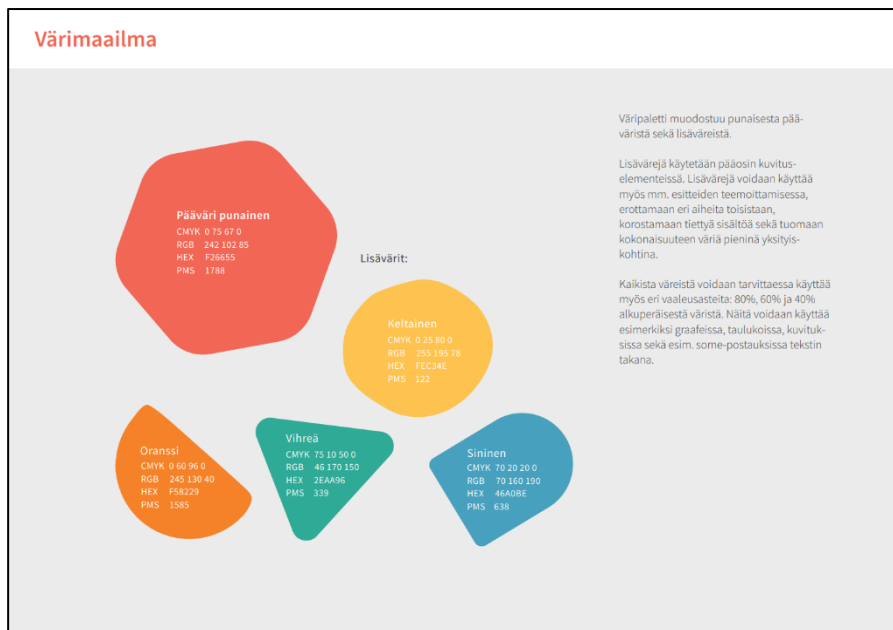 Värimaailma
Pääväri punainen
CMYK 0 75 67 0
RGB 242 102 85
HEX F26655
PMS 1788
Lisävärit:
Keltainen
CMYK 0 25 80 0
RGB 255 195 78
HEX FEC34E
PMS 122
Oranssi
CMYK 0 60 96 0
RGB 245 130 40
HEX F58229
PMS 1585
Vihreä
CMYK 75 10 50 0
RGB 46 170 150
HEX 2EAA96
PMS 339
Sininen
CMYK 70 20 20 0
RGB 70 160 190
HEX 46A0BE
PMS 638
Väripaletti muodostuu punaisesta pää-
väristä sekä lisäväreistä.
Lisävärejä käytetään pääosin kuvitus-
elementeissä. Lisävärejä voidaan käyttää
myös mm. esitteiden teemoittamisessa,
erottamaan eri aiheita toisistaan,
korostamaan tiettyä sisältöä sekä tuomaan
kokonaisuuteen väriä pieninä yksityis-
kohtina.
Kaikista väreistä voidaan tarvittaessa käyttää
myös eri vaaleusasteita: 80%, 60% ja 40%
alkuperäisestä väristä. Näitä voidaan käyttää
esimerkiksi graafeissa, taulukoissa, kuvituk-
sissa sekä esim. some-postauksissa tekstin
takana.